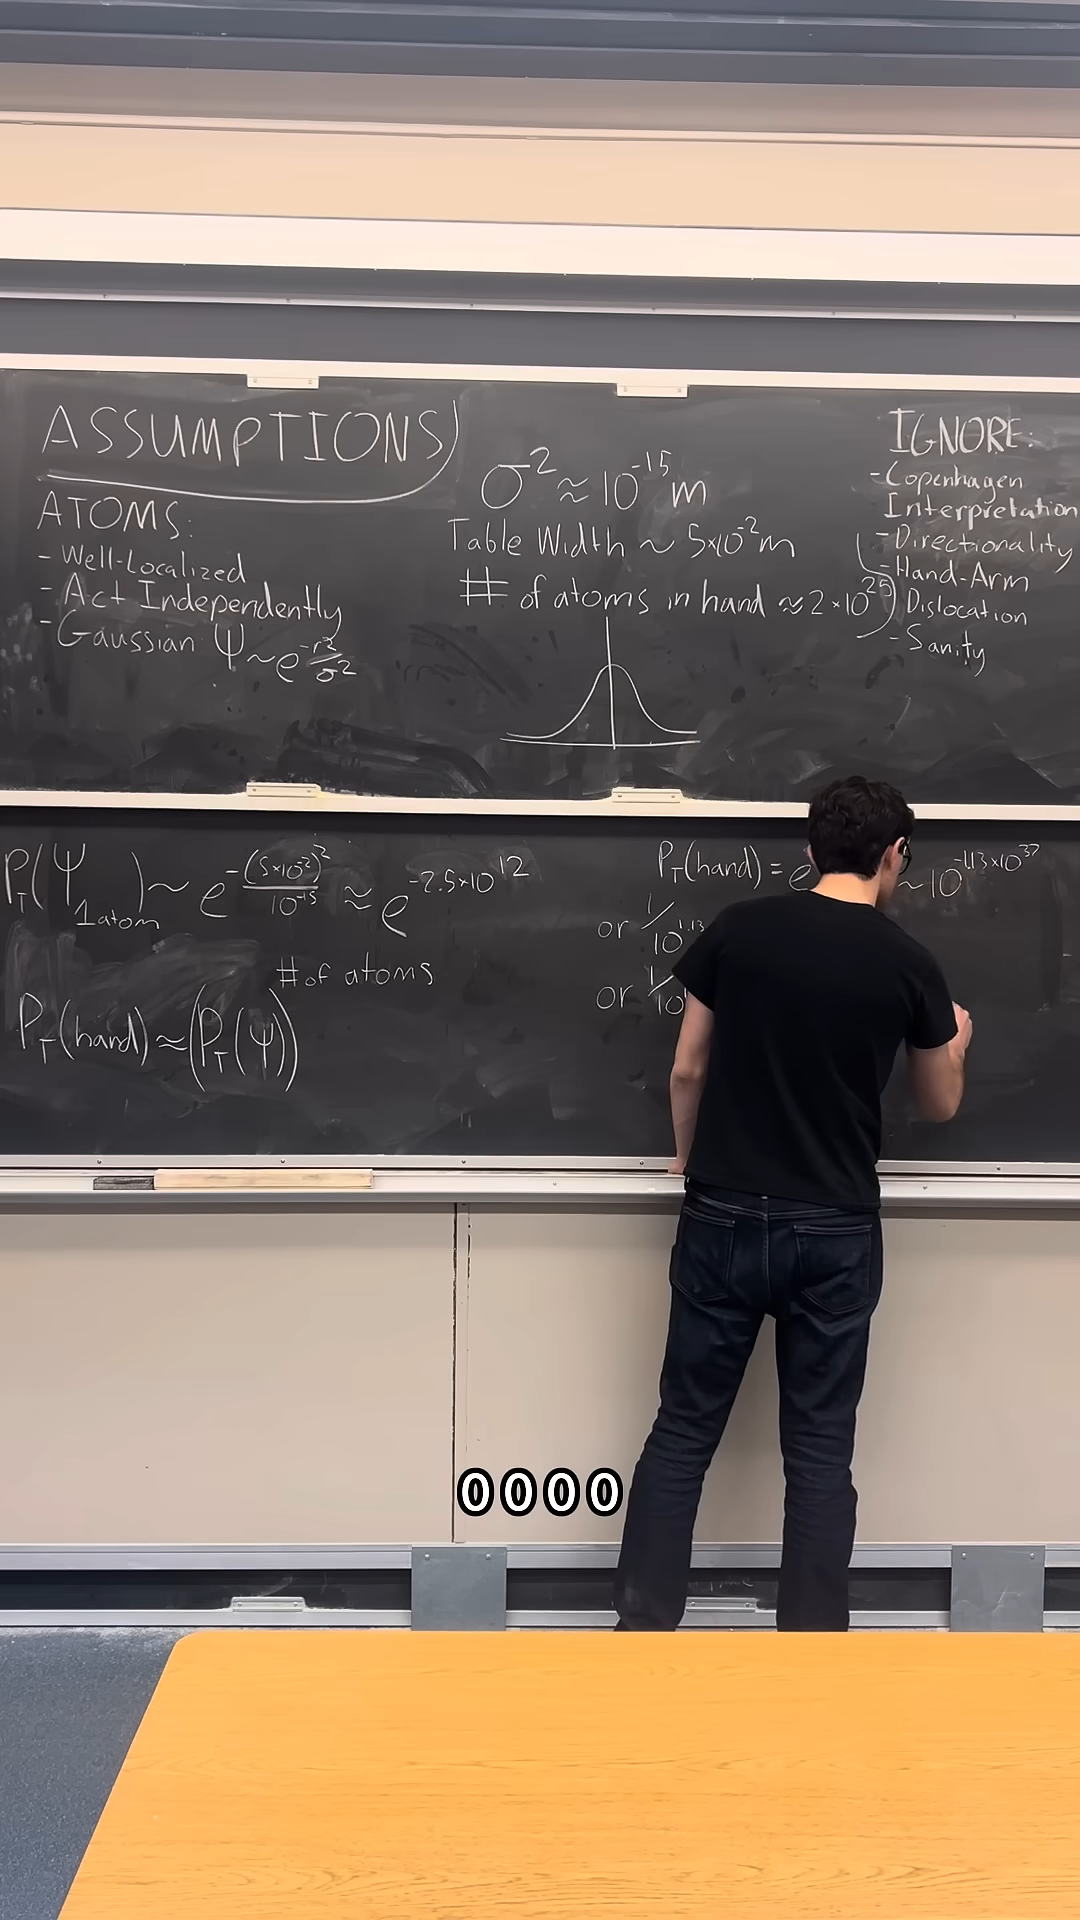 ASSUMPTIONS
ATOMS:
- Well-Localized
- Act Independently
- Gaussian Ψ~e^(-r²/σ²)
σ² ≈ 10^-15 m
Table Width ~ 5×10^-2 m
# of atoms in hand ≈ 2×10^25
IGNORE:
- Copenhagen
Interpretation
- Directionality
- Hand-Arm
Dislocation
- Sanity
P_T(Ψ_1atom) ~ e^(-(5×10^-2)²/10^-15) ≈ e^(-2.5×10^12)
# of atoms
P_T(hand) ≈ (P_T(Ψ))
P_T(hand) = e ~10^(-1.13×10^37)
or 1/10^1.13
or 1/10
0000